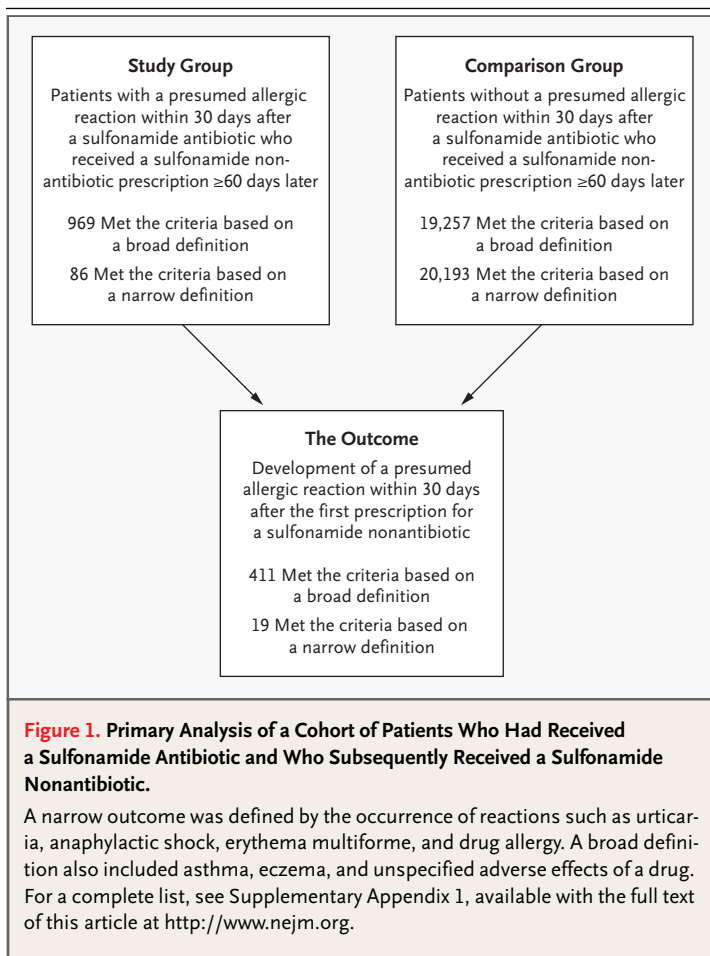 Study Group
Patients with a presumed allergic
reaction within 30 days after
a sulfonamide antibiotic who
received a sulfonamide non-
antibiotic prescription ≥60 days later
969 Met the criteria based on
a broad definition
86 Met the criteria based on
a narrow definition
Comparison Group
Patients without a presumed allergic
reaction within 30 days after
a sulfonamide antibiotic who
received a sulfonamide non-
antibiotic prescription ≥60 days later
19,257 Met the criteria based on
a broad definition
20,193 Met the criteria based on
a narrow definition
The Outcome
Development of a presumed
allergic reaction within 30 days
after the first prescription for
a sulfonamide nonantibiotic
411 Met the criteria based on
a broad definition
19 Met the criteria based on
a narrow definition
Figure 1. Primary Analysis of a Cohort of Patients Who Had Received
a Sulfonamide Antibiotic and Who Subsequently Received a Sulfonamide
Nonantibiotic.
A narrow outcome was defined by the occurrence of reactions such as urticar-
ia, anaphylactic shock, erythema multiforme, and drug allergy. A broad defini-
tion also included asthma, eczema, and unspecified adverse effects of a drug.
For a complete list, see Supplementary Appendix 1, available with the full text
of this article at http://www.nejm.org.